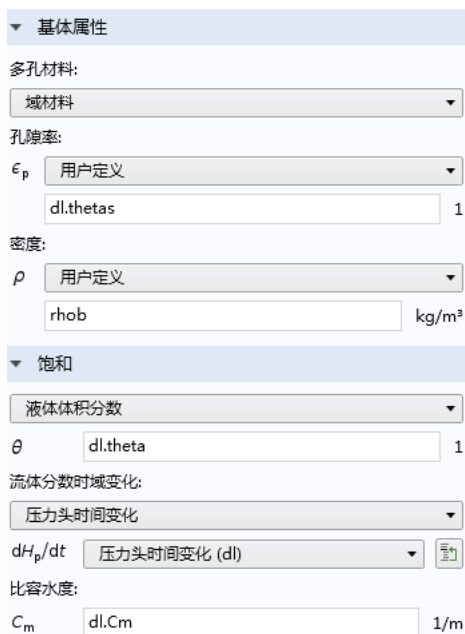 基体属性
多孔材料:
域材料
孔隙率:
ϵp 用户定义
dl.thetas 1
密度:
ρ 用户定义
rhob kg/m³
饱和
液体体积分数
θ dl.theta 1
流体分数时域变化:
压力头时间变化
dHp/dt 压力头时间变化 (dl)
比容水度:
Cm dl.Cm 1/m